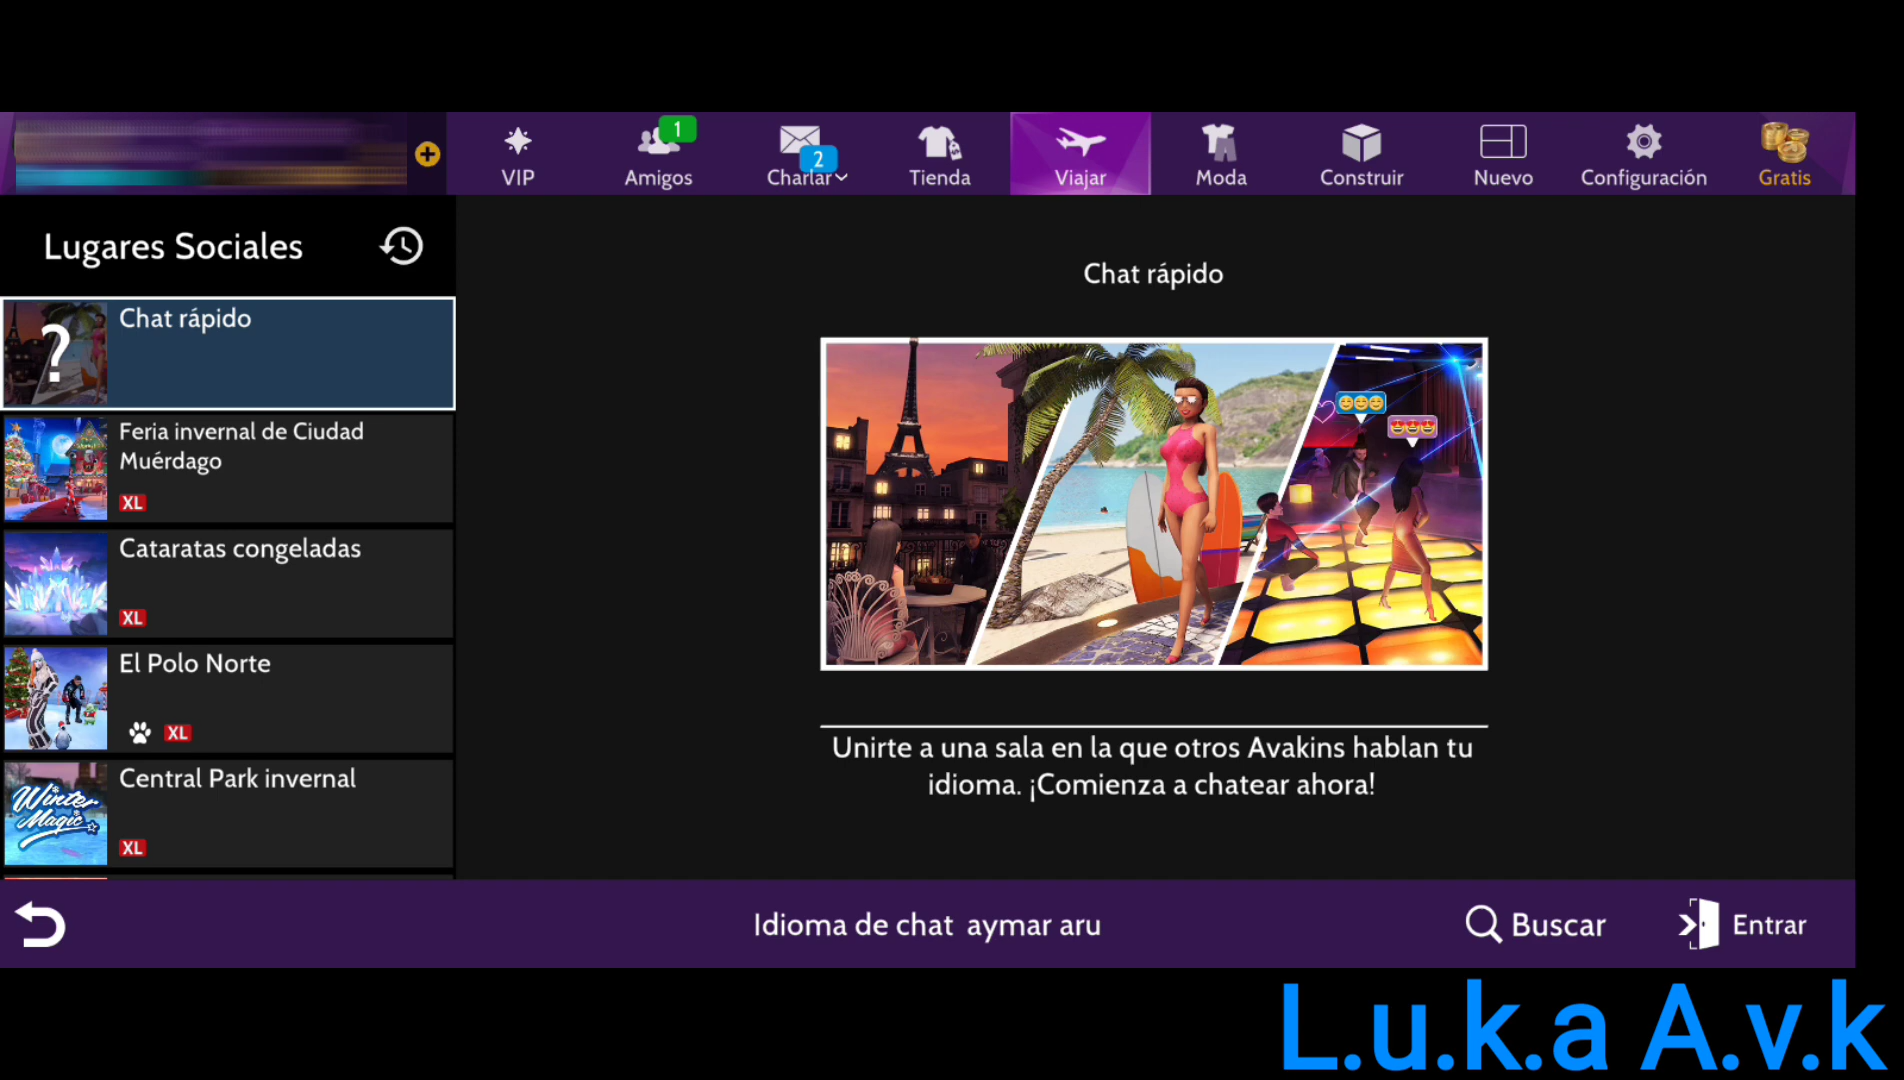 VIP
1
Amigos
2
Charlar
Tienda
Viajar
Moda
Construir
Nuevo
Configuración
Gratis
Lugares Sociales
Chat rápido
?
Feria invernal de Ciudad
Muérdago
XL
Cataratas congeladas
XL
El Polo Norte
XL
Central Park invernal
Winter
Magic
XL
Chat rápido
Unirte a una sala en la que otros Avakins hablan tu
idioma. ¡Comienza a chatear ahora!
Idioma de chat aymar aru
Buscar
Entrar
L.u.k.a A.v.k